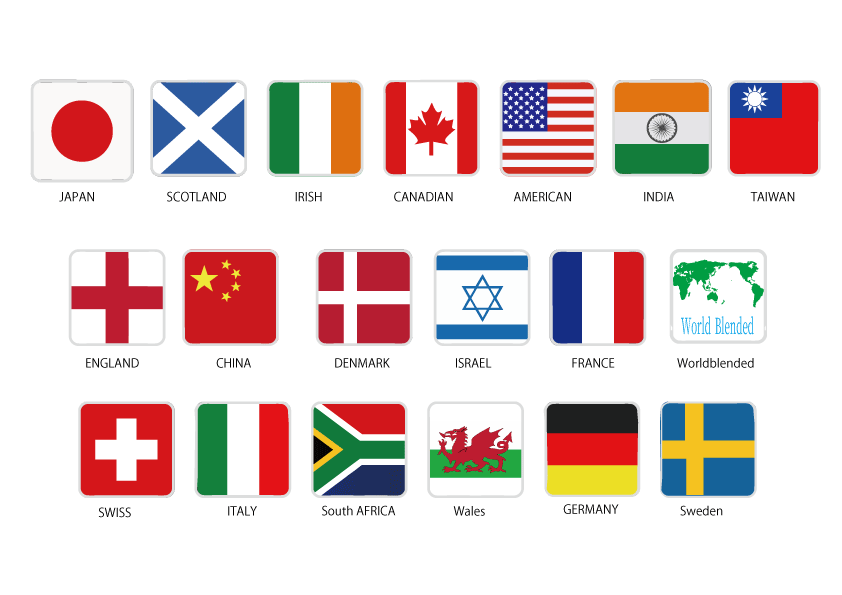 JAPAN
SCOTLAND
IRISH
CANADIAN
AMERICAN
INDIA
TAIWAN
World Blended
ENGLAND
CHINA
DENMARK
ISRAEL
FRANCE
Worldblended
SWISS
ITALY
South AFRICA
Wales
GERMANY
Sweden